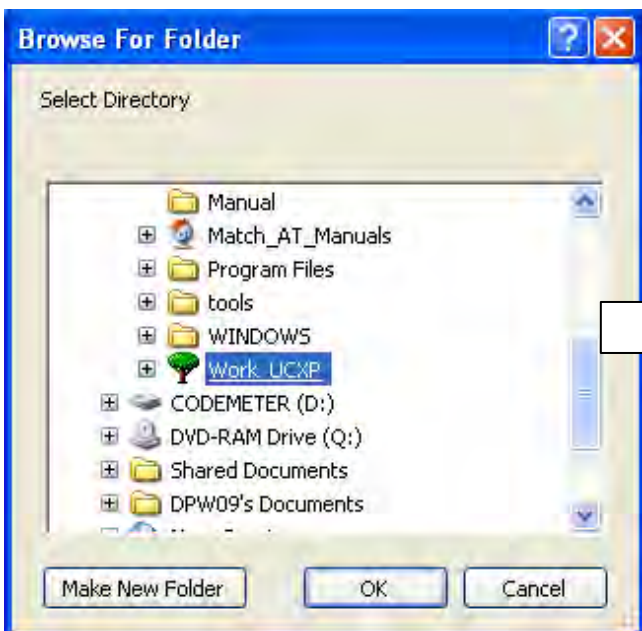 Browse For Folder
Select Directory
Manual
Match_AT_Manuals
Program Files
tools
WINDOWS
Work_UCXP
CODEMETER (D:)
DVD-RAM Drive (Q:)
Shared Documents
DPW09's Documents
Make New Folder OK Cancel